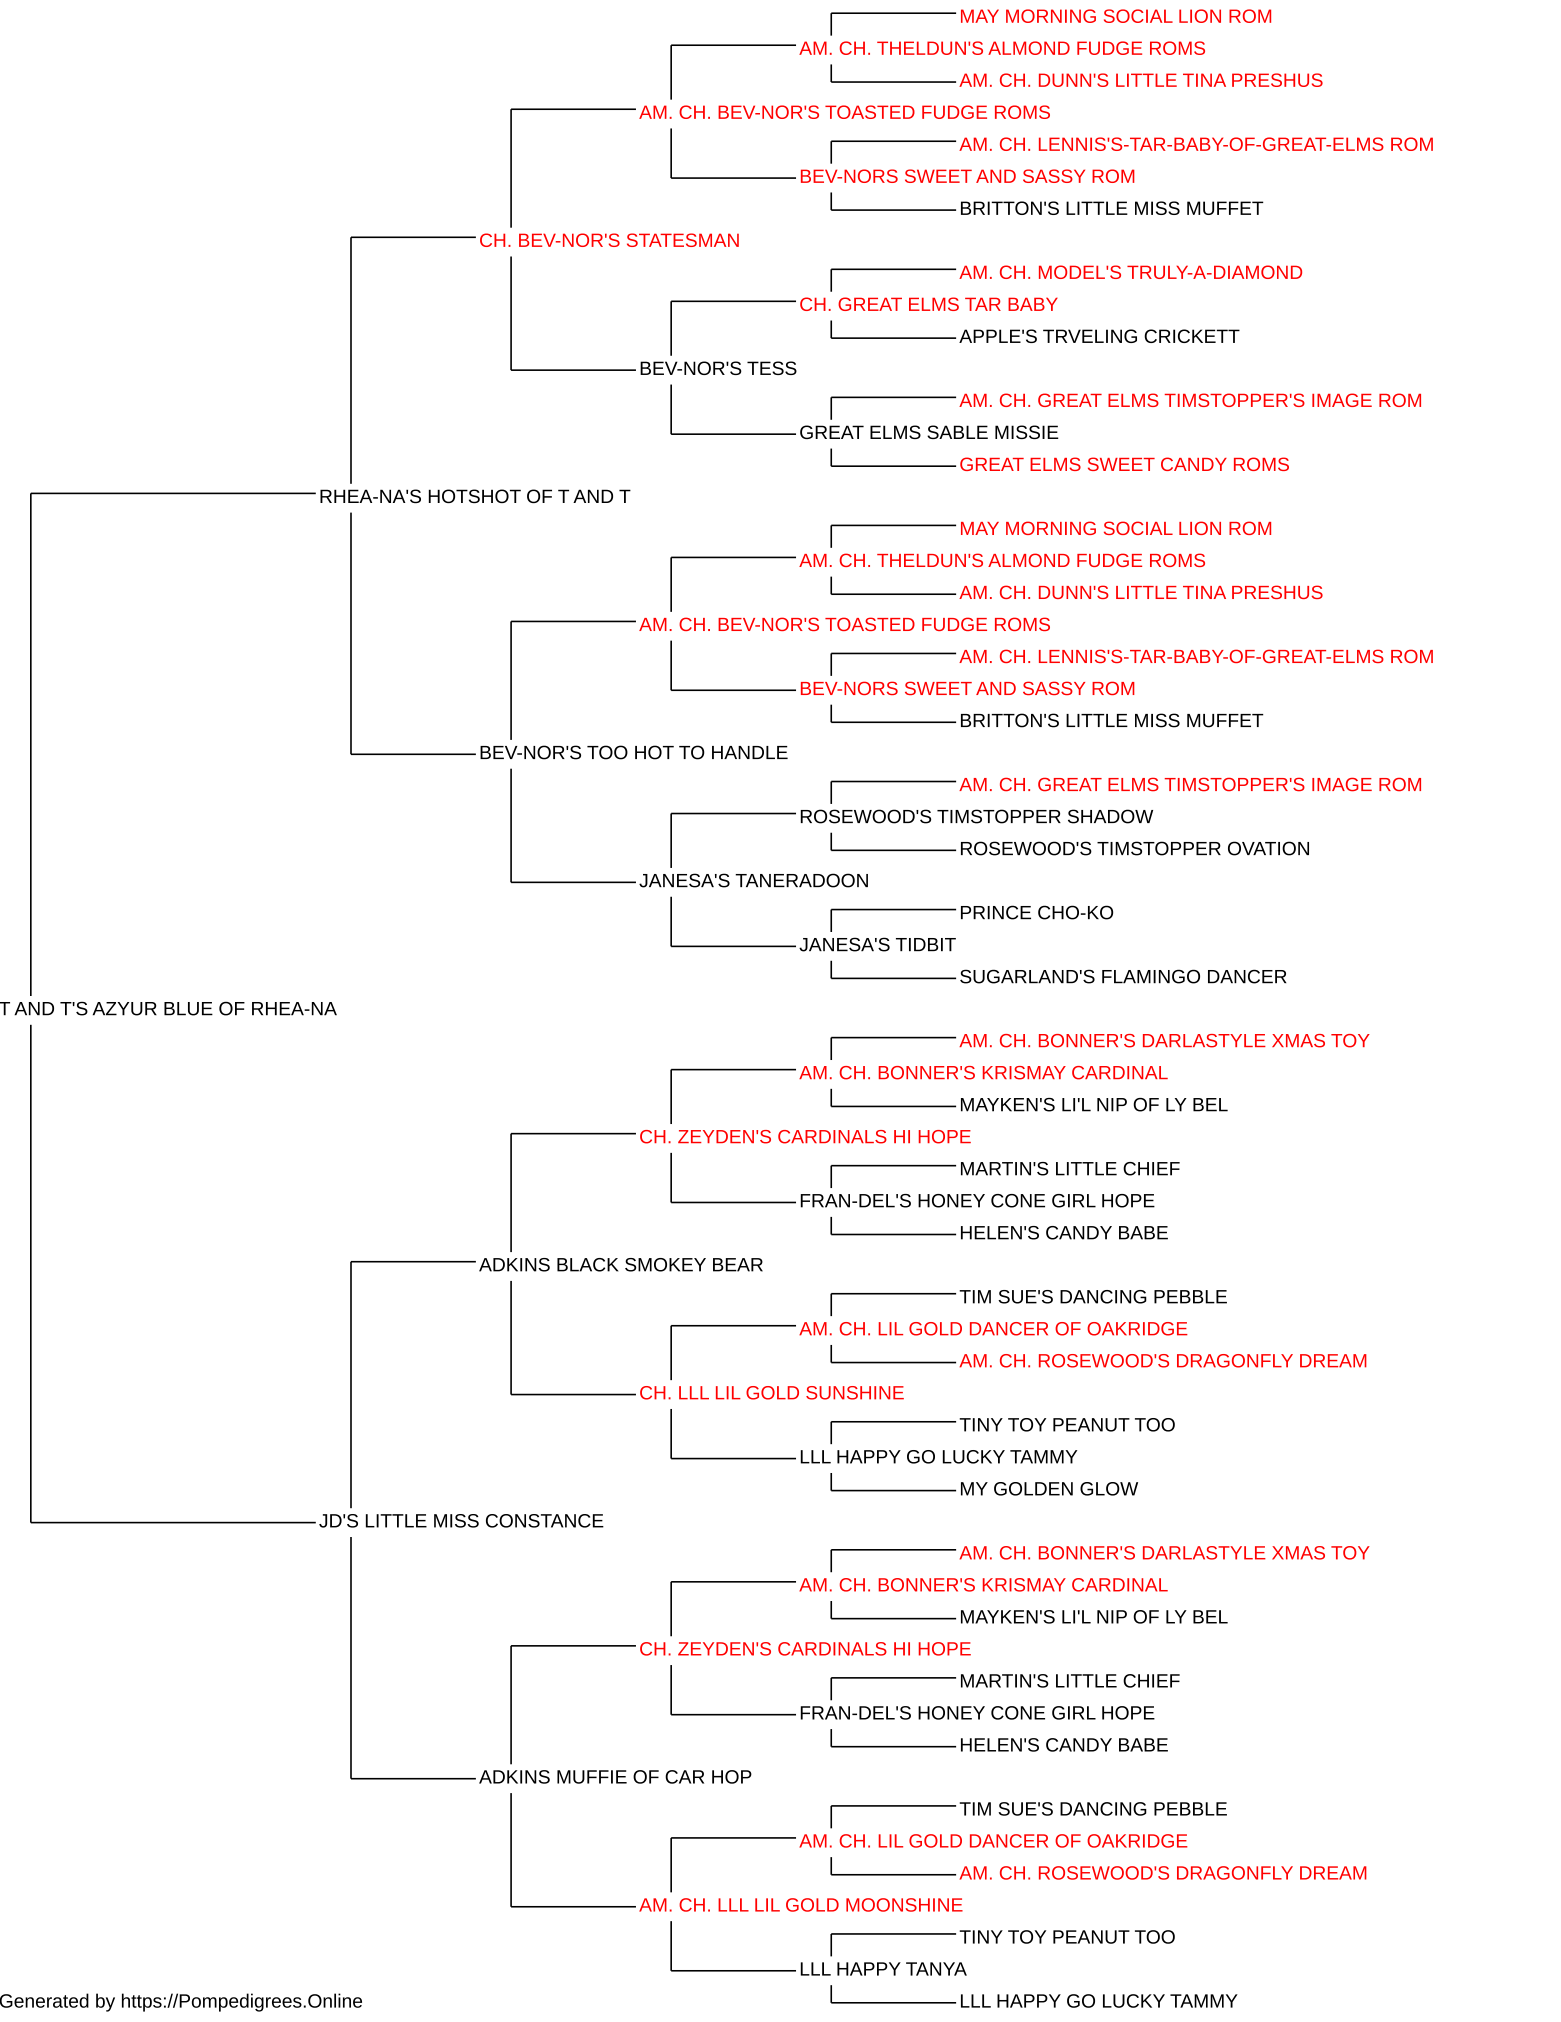 MAY MORNING SOCIAL LION ROM
AM. CH. THELDUN'S ALMOND FUDGE ROMS
AM. CH. DUNN'S LITTLE TINA PRESHUS
AM. CH. BEV-NOR'S TOASTED FUDGE ROMS
AM. CH. LENNIS'S-TAR-BABY-OF-GREAT-ELMS ROM
BEV-NORS SWEET AND SASSY ROM
BRITTON'S LITTLE MISS MUFFET
CH. BEV-NOR'S STATESMAN
AM. CH. MODEL'S TRULY-A-DIAMOND
CH. GREAT ELMS TAR BABY
APPLE'S TRVELING CRICKETT
BEV-NOR'S TESS
AM. CH. GREAT ELMS TIMSTOPPER'S IMAGE ROM
GREAT ELMS SABLE MISSIE
GREAT ELMS SWEET CANDY ROMS
RHEA-NA'S HOTSHOT OF T AND T
MAY MORNING SOCIAL LION ROM
AM. CH. THELDUN'S ALMOND FUDGE ROMS
AM. CH. DUNN'S LITTLE TINA PRESHUS
AM. CH. BEV-NOR'S TOASTED FUDGE ROMS
AM. CH. LENNIS'S-TAR-BABY-OF-GREAT-ELMS ROM
BEV-NORS SWEET AND SASSY ROM
BRITTON'S LITTLE MISS MUFFET
BEV-NOR'S TOO HOT TO HANDLE
AM. CH. GREAT ELMS TIMSTOPPER'S IMAGE ROM
ROSEWOOD'S TIMSTOPPER SHADOW
ROSEWOOD'S TIMSTOPPER OVATION
JANESA'S TANERADOON
PRINCE CHO-KO
JANESA'S TIDBIT
SUGARLAND'S FLAMINGO DANCER
T AND T'S AZYUR BLUE OF RHEA-NA
AM. CH. BONNER'S DARLASTYLE XMAS TOY
AM. CH. BONNER'S KRISMAY CARDINAL
MAYKEN'S LI'L NIP OF LY BEL
CH. ZEYDEN'S CARDINALS HI HOPE
MARTIN'S LITTLE CHIEF
FRAN-DEL'S HONEY CONE GIRL HOPE
HELEN'S CANDY BABE
ADKINS BLACK SMOKEY BEAR
TIM SUE'S DANCING PEBBLE
AM. CH. LIL GOLD DANCER OF OAKRIDGE
AM. CH. ROSEWOOD'S DRAGONFLY DREAM
CH. LLL LIL GOLD SUNSHINE
TINY TOY PEANUT TOO
LLL HAPPY GO LUCKY TAMMY
MY GOLDEN GLOW
JD'S LITTLE MISS CONSTANCE
AM. CH. BONNER'S DARLASTYLE XMAS TOY
AM. CH. BONNER'S KRISMAY CARDINAL
MAYKEN'S LI'L NIP OF LY BEL
CH. ZEYDEN'S CARDINALS HI HOPE
MARTIN'S LITTLE CHIEF
FRAN-DEL'S HONEY CONE GIRL HOPE
HELEN'S CANDY BABE
ADKINS MUFFIE OF CAR HOP
TIM SUE'S DANCING PEBBLE
AM. CH. LIL GOLD DANCER OF OAKRIDGE
AM. CH. ROSEWOOD'S DRAGONFLY DREAM
AM. CH. LLL LIL GOLD MOONSHINE
TINY TOY PEANUT TOO
LLL HAPPY TANYA
LLL HAPPY GO LUCKY TAMMY
Generated by https://Pompedigrees.Online